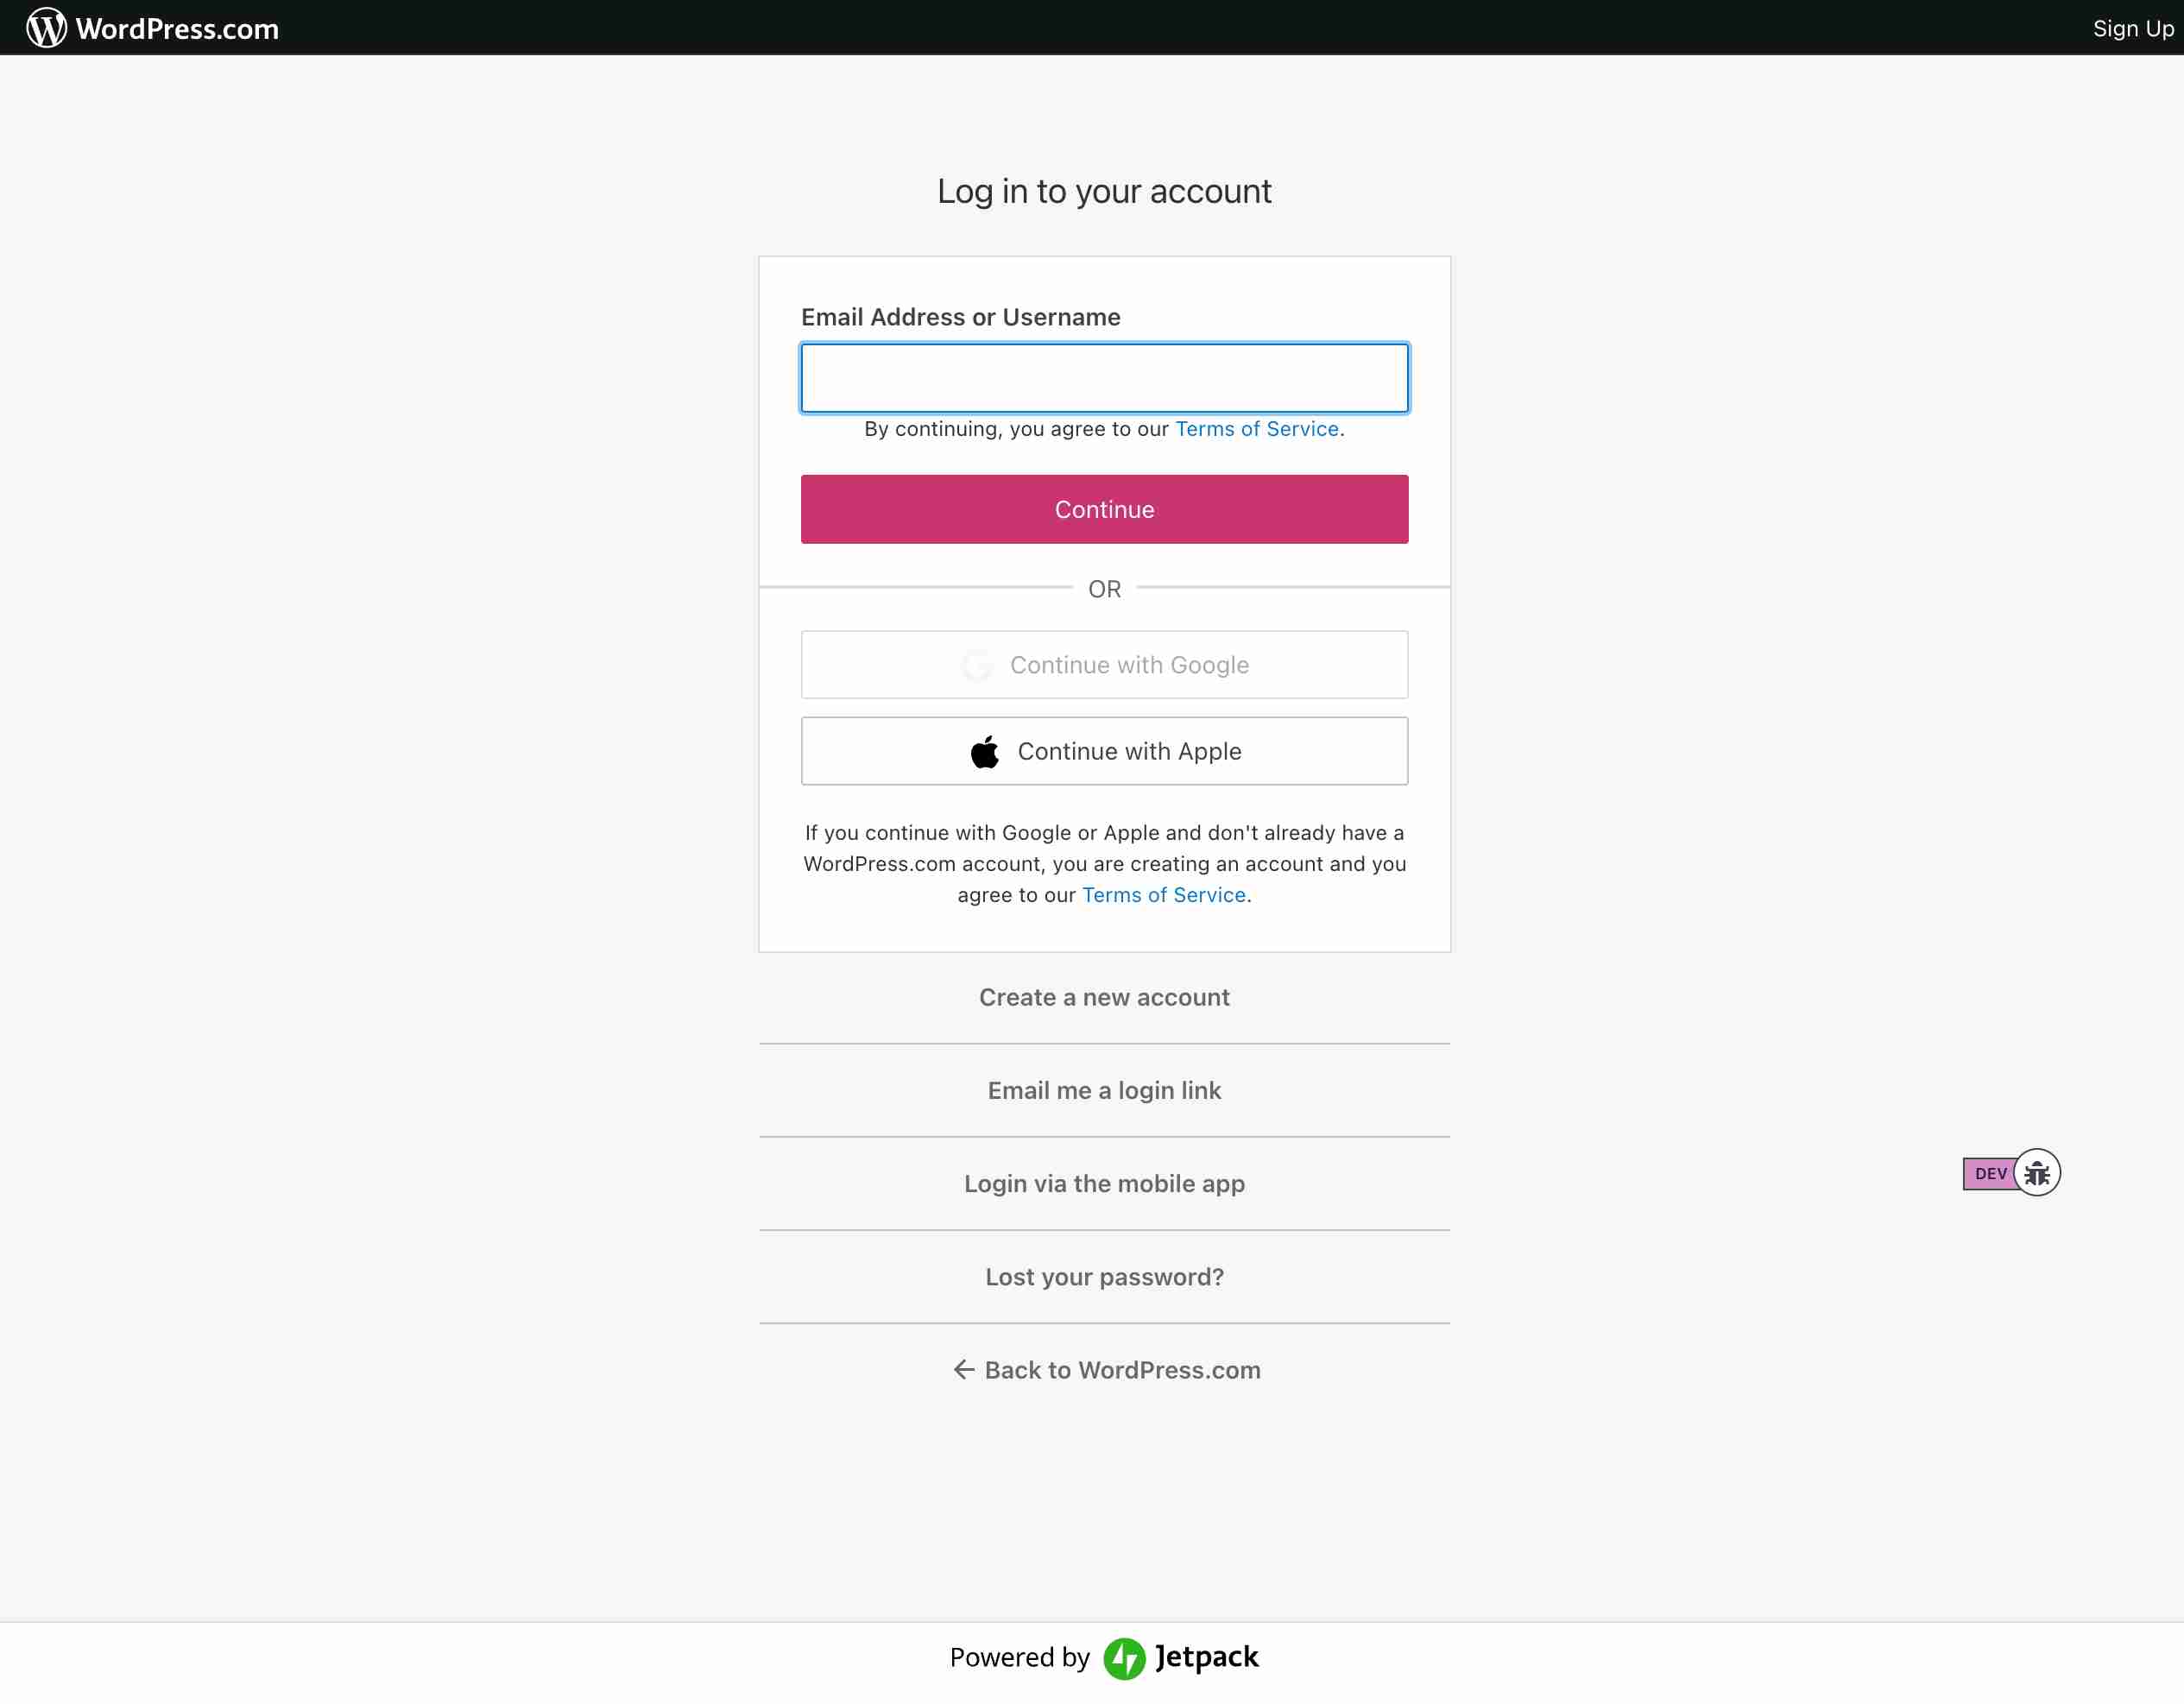 WordPress.com
Sign Up
Log in to your account
Email Address or Username
By continuing, you agree to our Terms of Service.
Continue
OR
Continue with Google
Continue with Apple
If you continue with Google or Apple and don't already have a
WordPress.com account, you are creating an account and you
agree to our Terms of Service.
Create a new account
Email me a login link
Login via the mobile app
DEV
Lost your password?
Back to WordPress.com
Powered by Jetpack